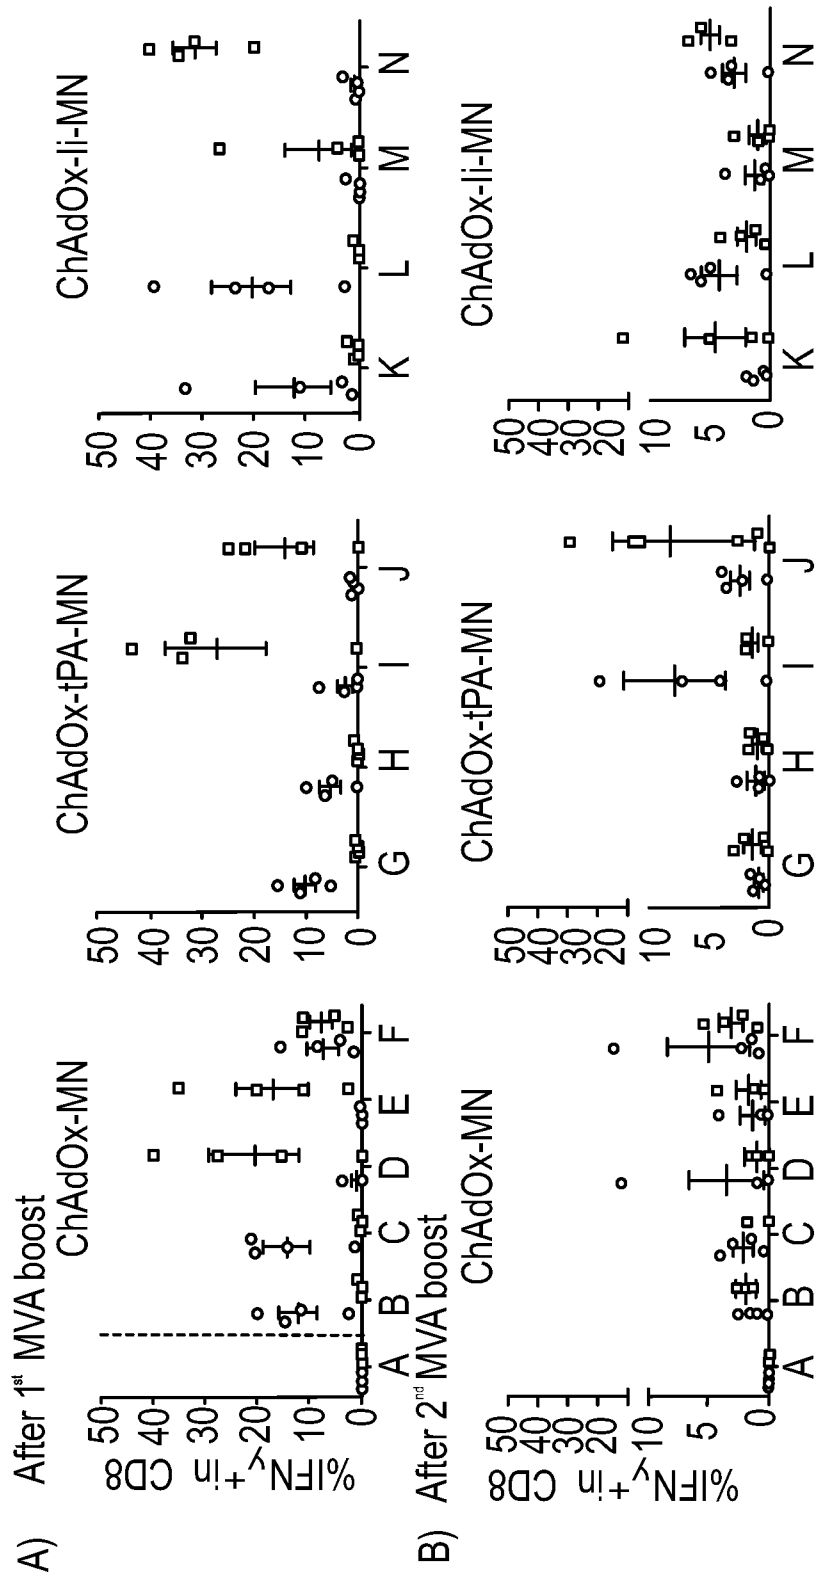 A) After 1st MVA boost
ChAdOx-MN
ChAdOx-tPA-MN
ChAdOx-Ii-MN
%IFNγ+in CD8
50
40
30
20
10
0
50
40
30
20
10
0
50
40
30
20
10
0
A B C D E F
G H I J
K L M N
B) After 2nd MVA boost
ChAdOx-MN
ChAdOx-tPA-MN
ChAdOx-Ii-MN
%IFNγ+in CD8
50
40
30
20
10
5
0
50
40
30
20
10
5
0
50
40
30
20
10
5
0
A B C D E F
G H I J
K L M N